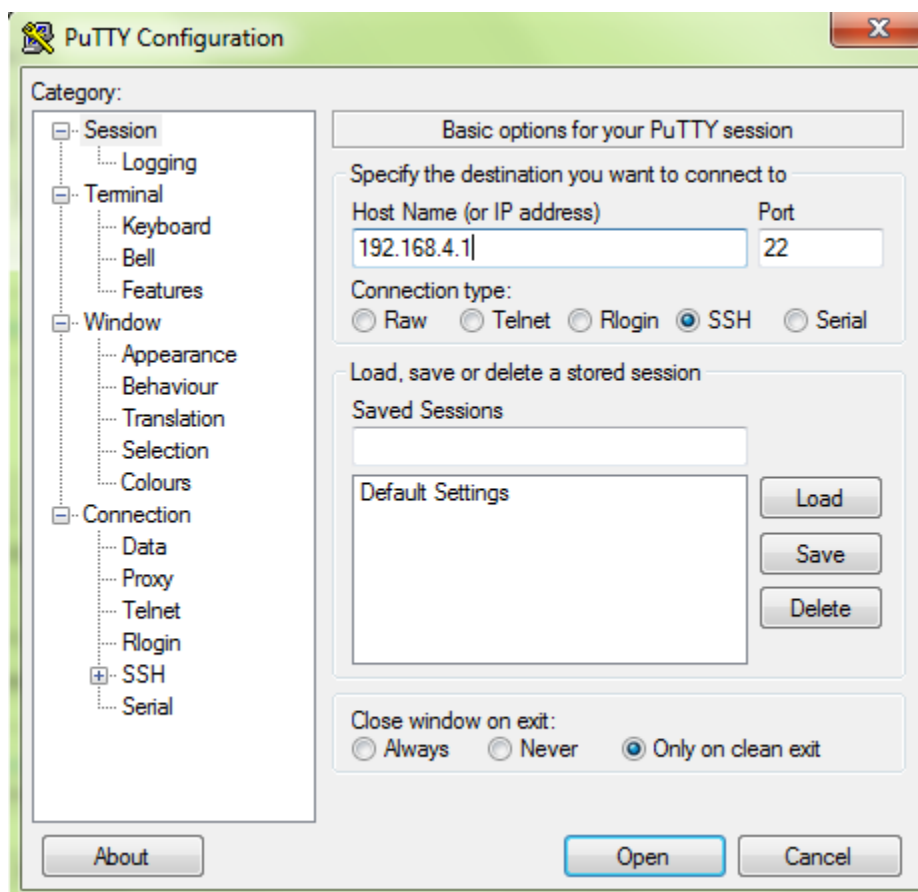 PuTTY Configuration
X
Category:
Session
Logging
Terminal
Keyboard
Bell
Features
Window
Appearance
Behaviour
Translation
Selection
Colours
Connection
Data
Proxy
Telnet
Rlogin
SSH
Serial
Basic options for your PuTTY session
Specify the destination you want to connect to
Host Name (or IP address) Port
192.168.4.1 22
Connection type:
Raw Telnet Rlogin SSH Serial
Load, save or delete a stored session
Saved Sessions
Default Settings
Load
Save
Delete
Close window on exit:
Always Never Only on clean exit
About Open Cancel